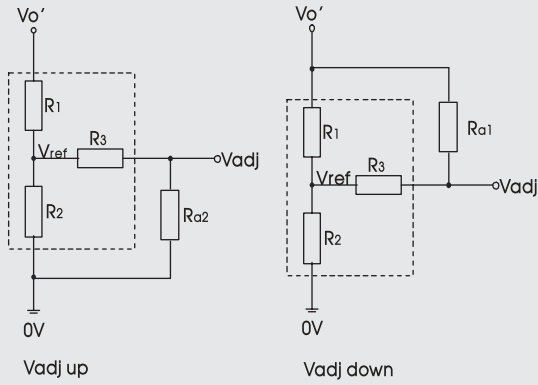 Vo′
R1
Vref
R3
Vadj
R2
Ra2
0V
Vadj up
Vo′
R1
Ra1
Vref
R3
Vadj
R2
0V
Vadj down